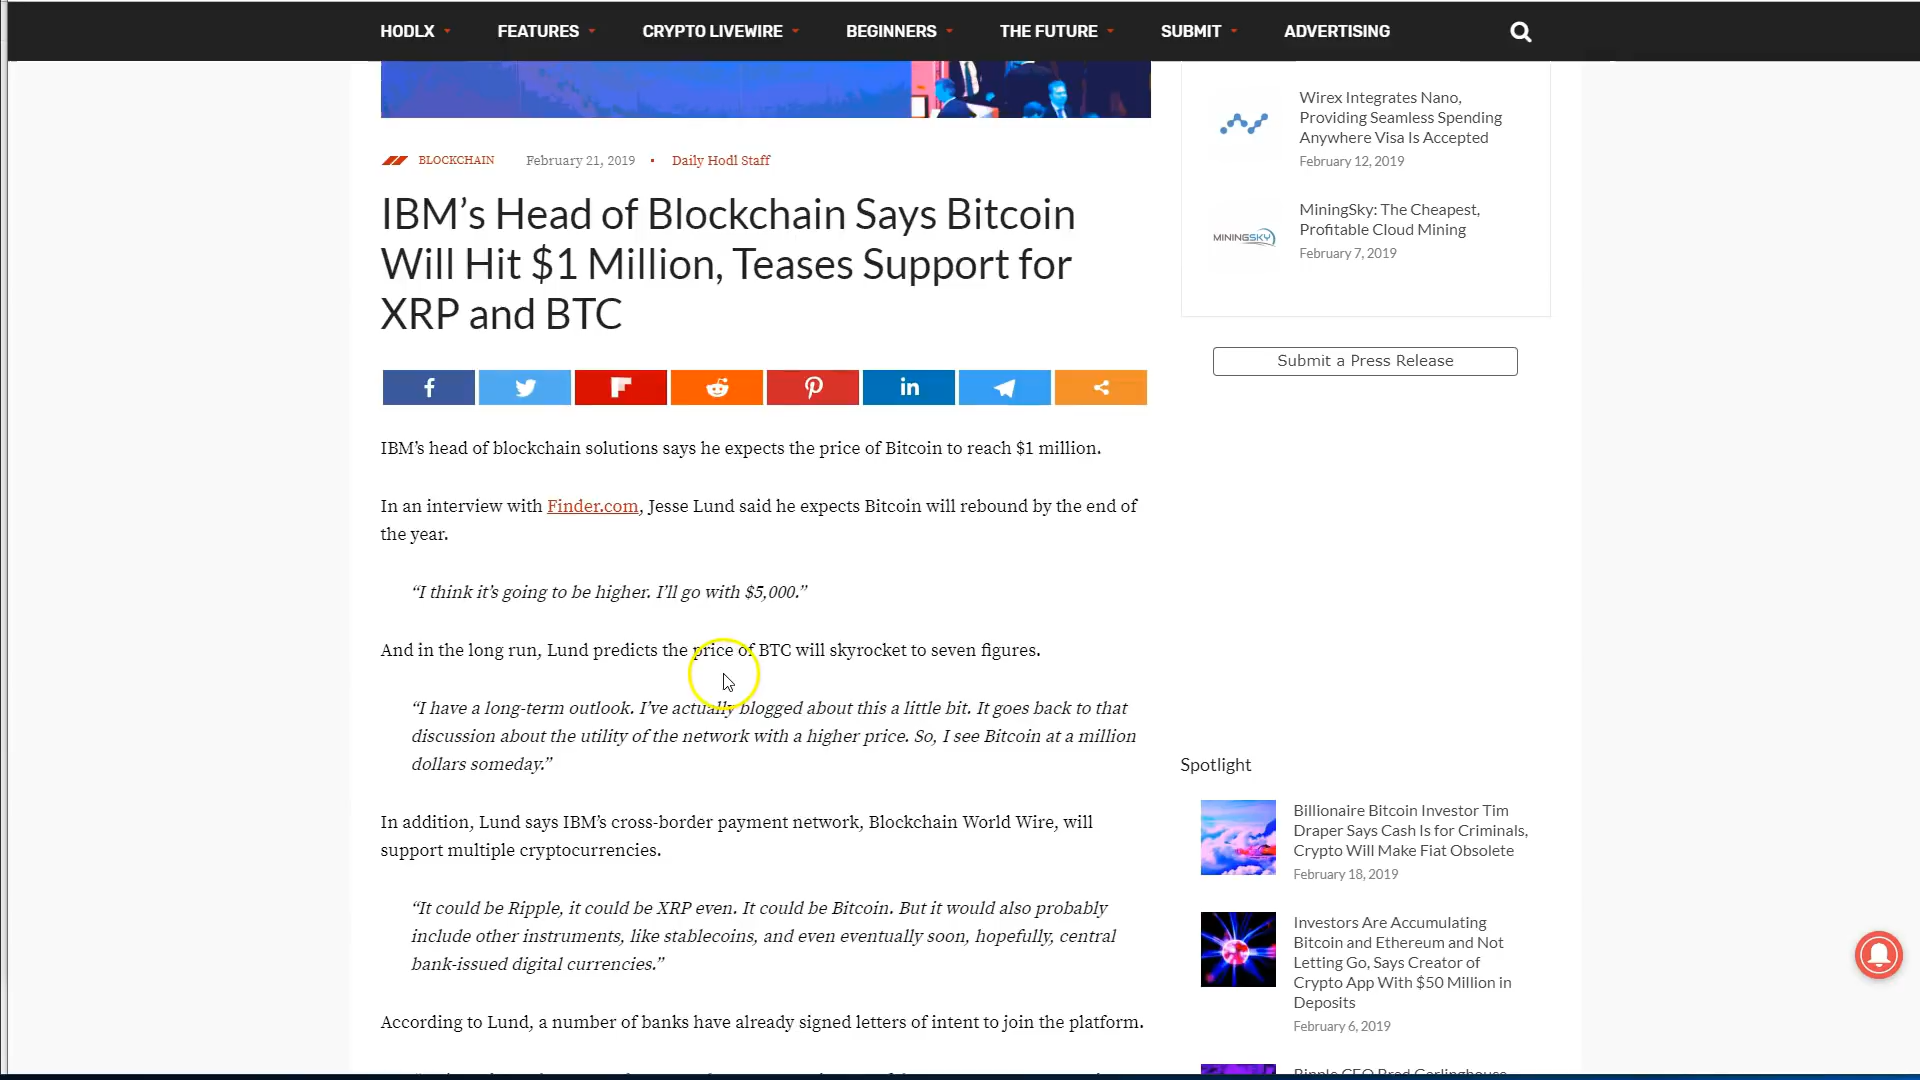 HODLX FEATURES CRYPTO LIVEWIRE BEGINNERS THE FUTURE SUBMIT ADVERTISING
BLOCKCHAIN February 21, 2019 • Daily Hodl Staff
IBM’s Head of Blockchain Says Bitcoin
Will Hit $1 Million, Teases Support for
XRP and BTC
IBM’s head of blockchain solutions says he expects the price of Bitcoin to reach $1 million.
In an interview with Finder.com, Jesse Lund said he expects Bitcoin will rebound by the end of
the year.
“I think it’s going to be higher. I’ll go with $5,000.”
And in the long run, Lund predicts the price of BTC will skyrocket to seven figures.
“I have a long-term outlook. I’ve actually blogged about this a little bit. It goes back to that
discussion about the utility of the network with a higher price. So, I see Bitcoin at a million
dollars someday.”
In addition, Lund says IBM’s cross-border payment network, Blockchain World Wire, will
support multiple cryptocurrencies.
“It could be Ripple, it could be XRP even. It could be Bitcoin. But it would also probably
include other instruments, like stablecoins, and even eventually soon, hopefully, central
bank-issued digital currencies.”
According to Lund, a number of banks have already signed letters of intent to join the platform.
Wirex Integrates Nano,
Providing Seamless Spending
Anywhere Visa Is Accepted
February 12, 2019
MININGSKY
MiningSky: The Cheapest,
Profitable Cloud Mining
February 7, 2019
Submit a Press Release
Spotlight
Billionaire Bitcoin Investor Tim
Draper Says Cash Is for Criminals,
Crypto Will Make Fiat Obsolete
February 18, 2019
Investors Are Accumulating
Bitcoin and Ethereum and Not
Letting Go, Says Creator of
Crypto App With $50 Million in
Deposits
February 6, 2019
Ripple CEO Brad Garlinghouse